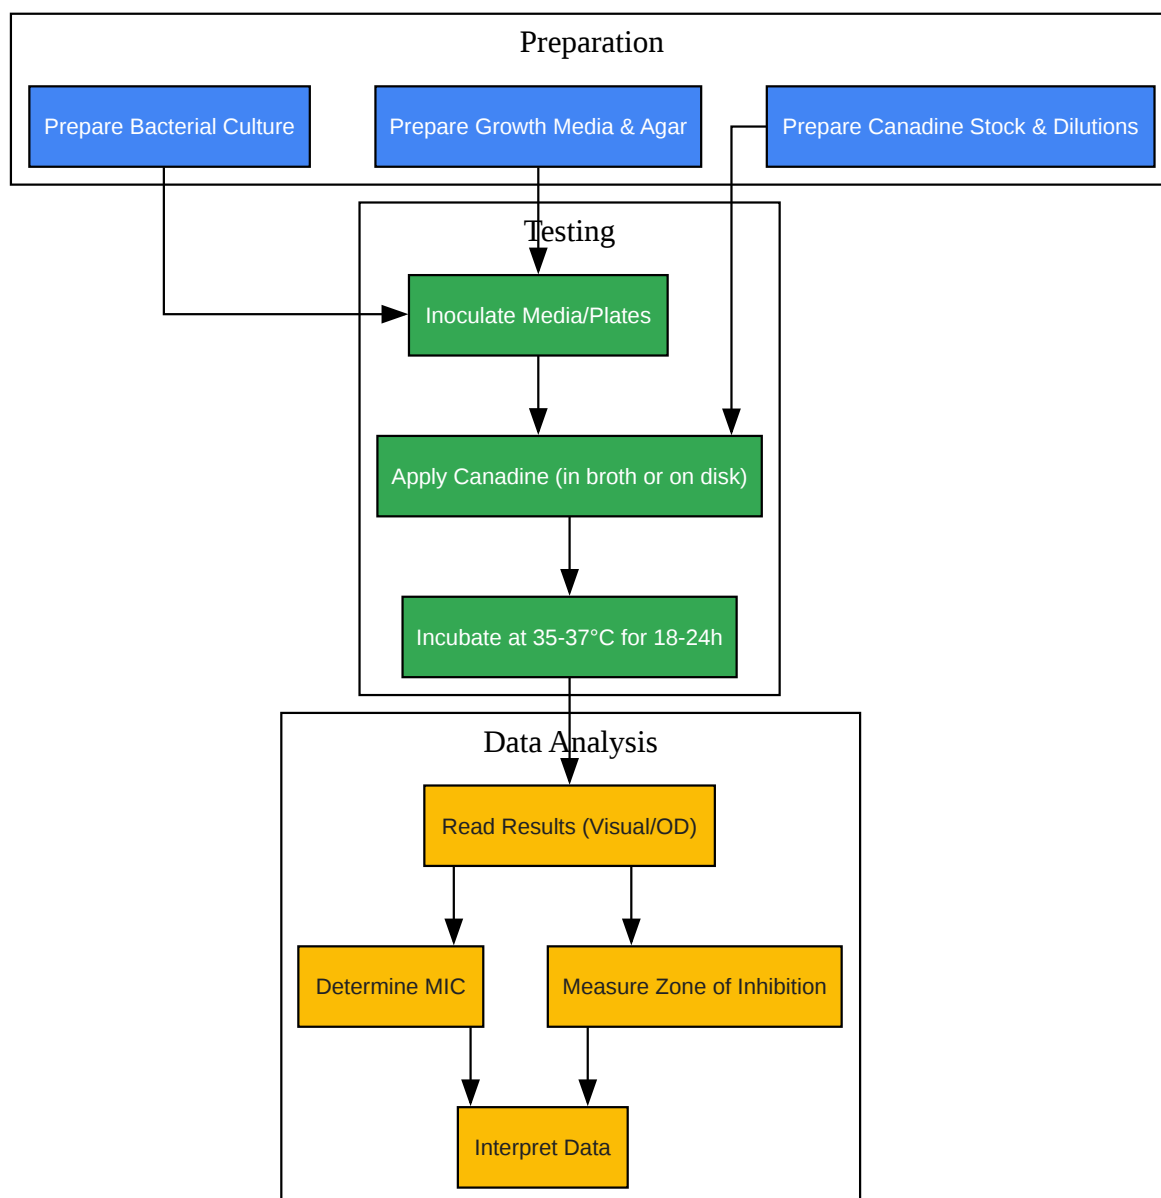 Preparation
Prepare Bacterial Culture
Prepare Growth Media & Agar
Prepare Canadine Stock & Dilutions
Testing
Inoculate Media/Plates
Apply Canadine (in broth or on disk)
Incubate at 35-37°C for 18-24h
Data Analysis
Read Results (Visual/OD)
Determine MIC
Measure Zone of Inhibition
Interpret Data